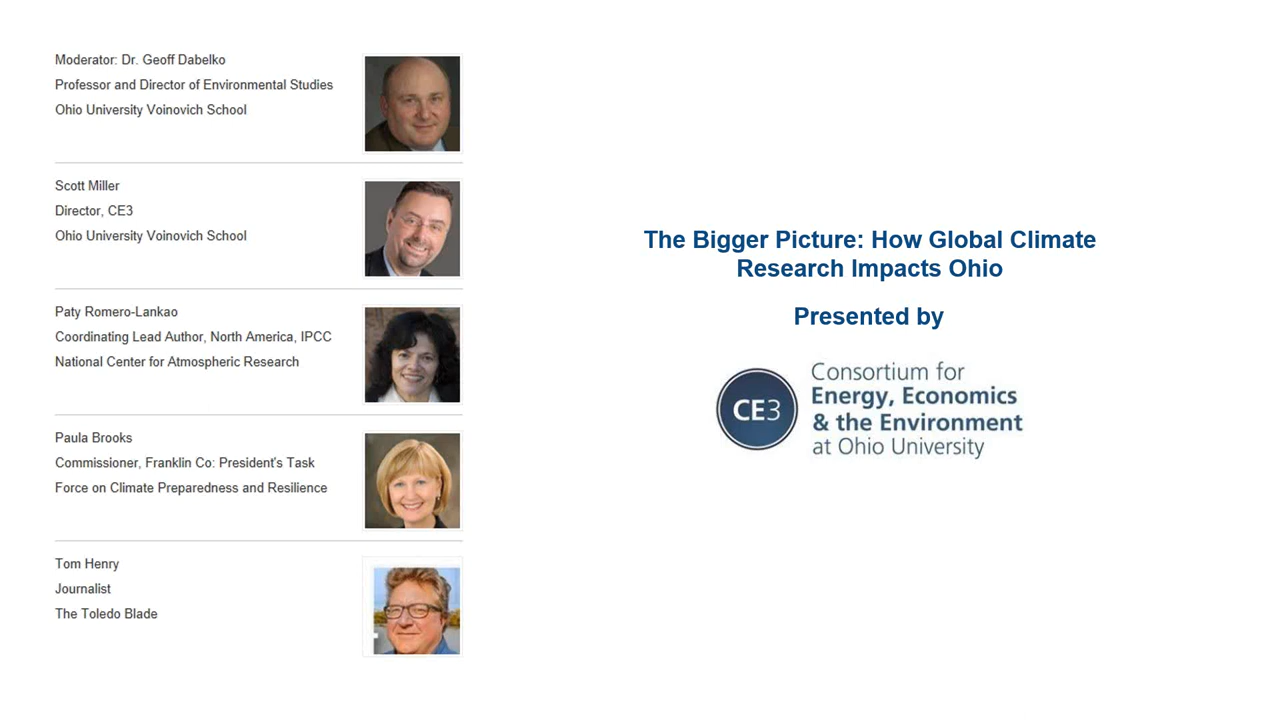 Moderator: Dr. Geoff Dabelko
Professor and Director of Environmental Studies
Ohio University Voinovich School
Scott Miller
Director, CE3
Ohio University Voinovich School
Paty Romero-Lankao
Coordinating Lead Author, North America, IPCC
National Center for Atmospheric Research
Paula Brooks
Commissioner, Franklin Co: President's Task
Force on Climate Preparedness and Resilience
Tom Henry
Journalist
The Toledo Blade
The Bigger Picture: How Global Climate
Research Impacts Ohio
Presented by
CE3
Consortium for
Energy, Economics
& the Environment
at Ohio University